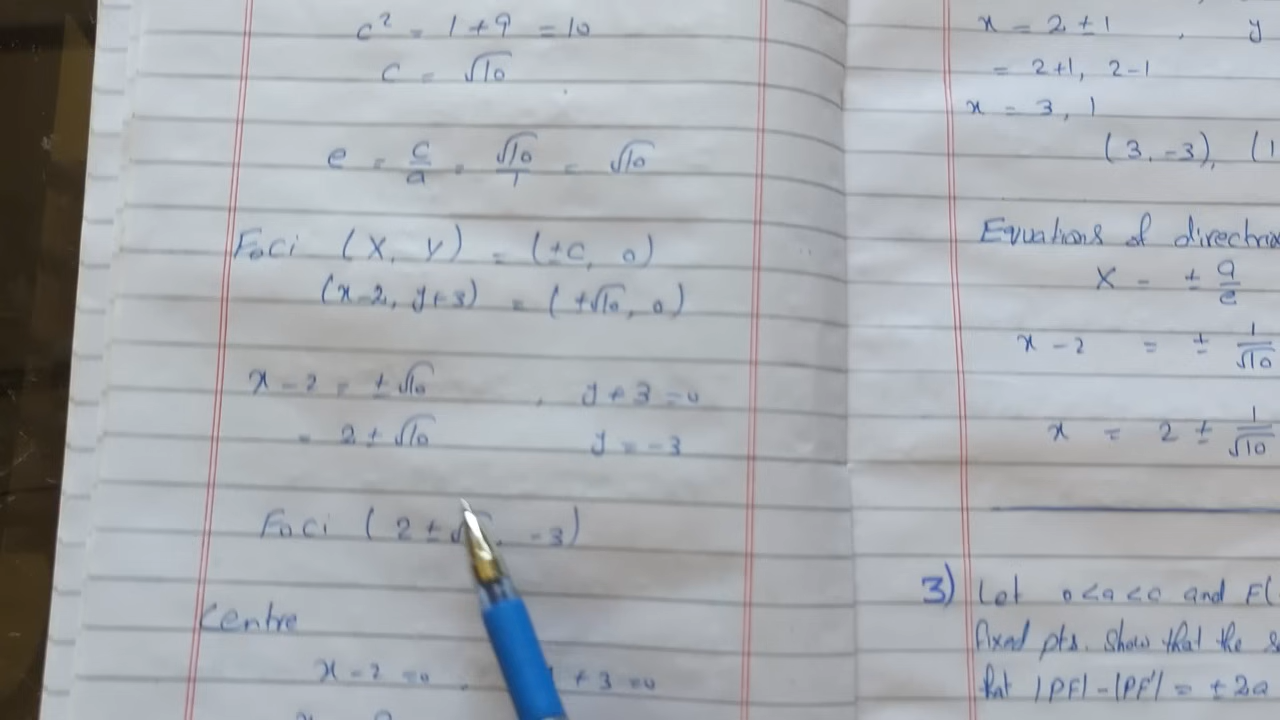 c² = 1 + 9 = 10
c = √10
e = c/a = √10/1 = √10
Foci (X, Y) = (±c, 0)
(x-2, y+3) = (±√10, 0)
x - 2 = ±√10 , y + 3 = 0
= 2 ± √10 y = -3
Foci ( 2 ± , -3)
Centre
x - 2 = 0 , + 3 = 0
x = 2 ± 1 , y
= 2+1, 2-1
x = 3, 1
(3, -3), (1
Equations of directrix
X = ± a/e
x - 2 = ± 1/√10
x = 2 ± 1/√10
3) Let 0<a<c and F(
fixed pts. Show that the
that |PF| - |PF'| = ± 2a